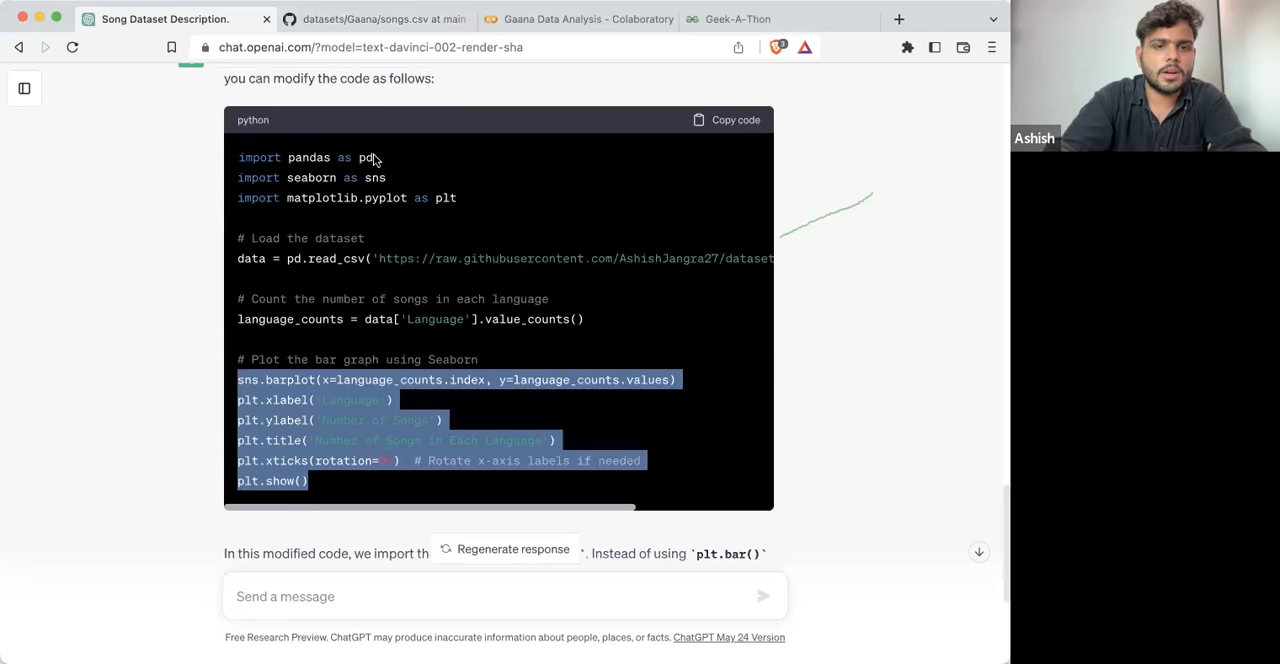 Song Dataset Description.
datasets/Gaana/songs.csv at main
Gaana Data Analysis - Colaboratory
Geek-A-Thon
chat.openai.com/?model=text-davinci-002-render-sha
3
Ashish
you can modify the code as follows:
python
Copy code
import pandas as pd
import seaborn as sns
import matplotlib.pyplot as plt
# Load the dataset
data = pd.read_csv('https://raw.githubusercontent.com/AshishJangra27/dataset
# Count the number of songs in each language
language_counts = data['Language'].value_counts()
# Plot the bar graph using Seaborn
sns.barplot(x=language_counts.index, y=language_counts.values)
plt.xlabel('Language')
plt.ylabel('Number of Songs')
plt.title('Number of Songs in Each Language')
plt.xticks(rotation= ) # Rotate x-axis labels if needed
plt.show()
In this modified code, we import th
Regenerate response
`. Instead of using `plt.bar()`
Send a message
Free Research Preview. ChatGPT may produce inaccurate information about people, places, or facts. ChatGPT May 24 Version